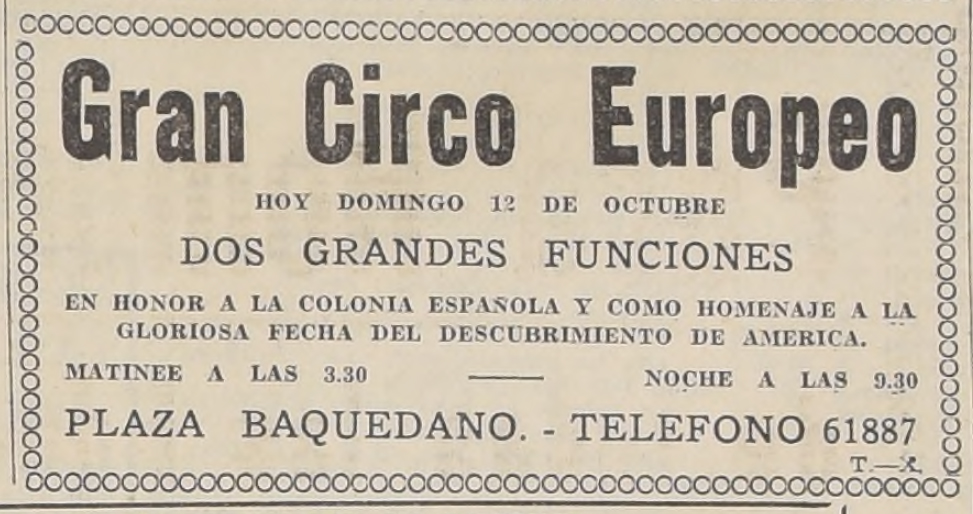 Gran Circo Europeo
HOY DOMINGO 12 DE OCTUBRE
DOS GRANDES FUNCIONES
EN HONOR A LA COLONIA ESPAÑOLA Y COMO HOMENAJE A LA
GLORIOSA FECHA DEL DESCUBRIMIENTO DE AMERICA.
MATINEE A LAS 3.30 —— NOCHE A LAS 9.30
PLAZA BAQUEDANO. - TELEFONO 61887
T.—X.